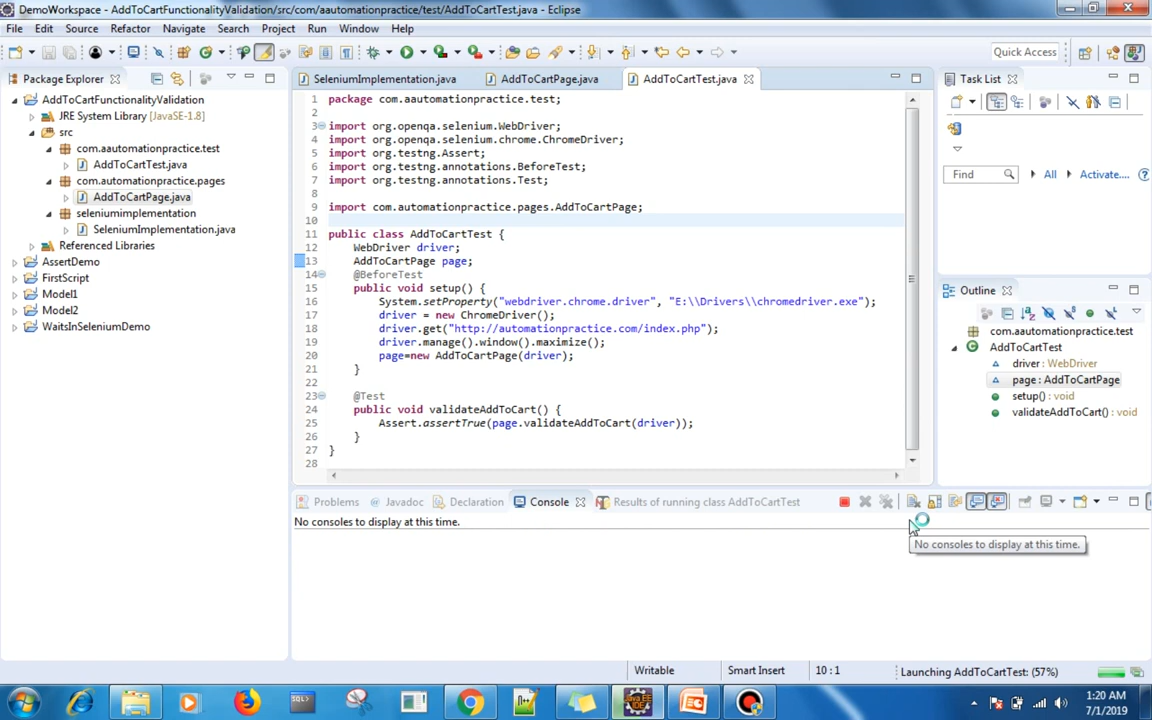 DemoWorkspace - AddToCartFunctionalityValidation/src/com/aautomationpractice/test/AddToCartTest.java - Eclipse
File Edit Source Refactor Navigate Search Project Run Window Help
Quick Access
Package Explorer
AddToCartFunctionalityValidation
JRE System Library [JavaSE-1.8]
src
com.aautomationpractice.test
AddToCartTest.java
com.automationpractice.pages
AddToCartPage.java
seleniumimplementation
SeleniumImplementation.java
Referenced Libraries
AssertDemo
FirstScript
Model1
Model2
WaitsInSeleniumDemo
SeleniumImplementation.java AddToCartPage.java AddToCartTest.java
1 package com.aautomationpractice.test;
2
3 import org.openqa.selenium.WebDriver;
4 import org.openqa.selenium.chrome.ChromeDriver;
5 import org.testng.Assert;
6 import org.testng.annotations.BeforeTest;
7 import org.testng.annotations.Test;
8
9 import com.automationpractice.pages.AddToCartPage;
10
11 public class AddToCartTest {
12 WebDriver driver;
13 AddToCartPage page;
14 @BeforeTest
15 public void setup() {
16 System.setProperty("webdriver.chrome.driver", "E:\\Drivers\\chromedriver.exe");
17 driver = new ChromeDriver();
18 driver.get("http://automationpractice.com/index.php");
19 driver.manage().window().maximize();
20 page=new AddToCartPage(driver);
21 }
22
23 @Test
24 public void validateAddToCart() {
25 Assert.assertTrue(page.validateAddToCart(driver));
26 }
27 }
28
Task List
Find All Activate....
Outline
com.aautomationpractice.test
AddToCartTest
driver : WebDriver
page : AddToCartPage
setup() : void
validateAddToCart() : void
Problems Javadoc Declaration Console Results of running class AddToCartTest
No consoles to display at this time.
No consoles to display at this time.
Writable Smart Insert 10 : 1 Launching AddToCartTest: (57%)
1:20 AM
7/1/2019